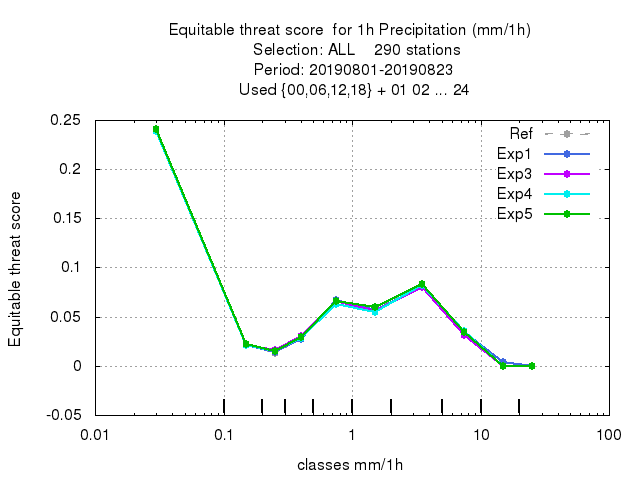 Equitable threat score  for 1h Precipitation (mm/1h)
Selection: ALL    290 stations
Period: 20190801-20190823
Used {00,06,12,18} + 01 02 ... 24
0.25
0.2
0.15
0.1
0.05
0
-0.05
Equitable threat score
Ref
Exp1
Exp3
Exp4
Exp5
0.01
0.1
1
10
100
classes mm/1h